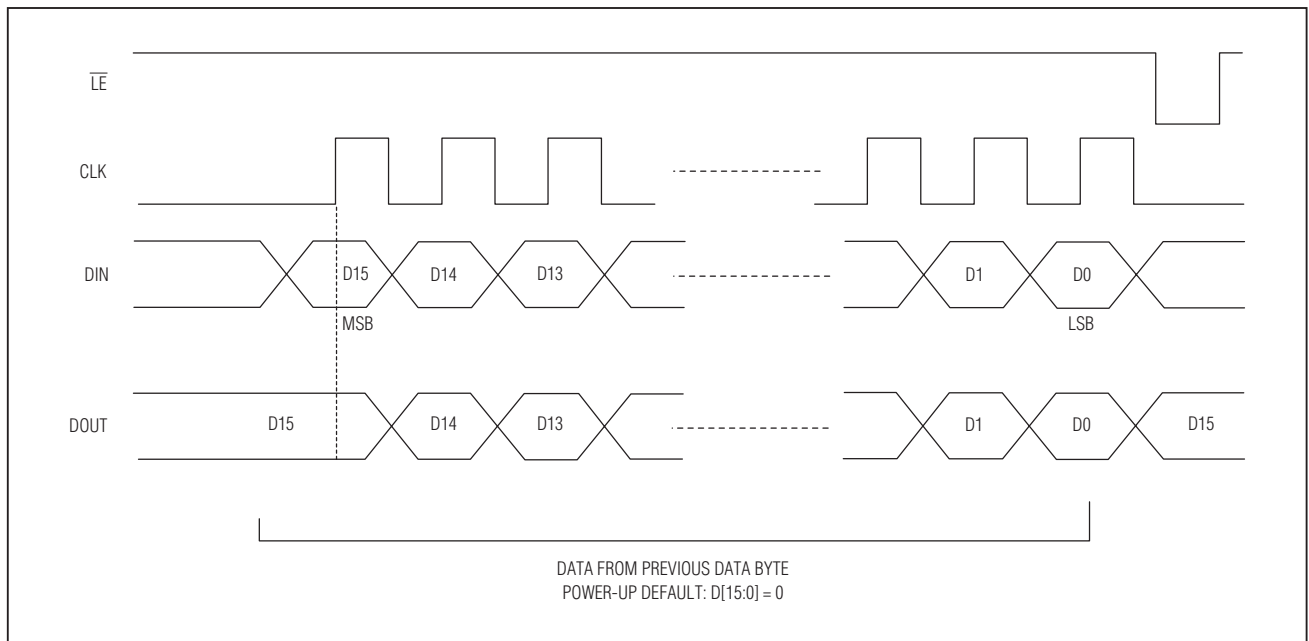 L̅E̅
CLK
DIN
D15
D14
D13
D1
D0
MSB
LSB
DOUT
D15
D14
D13
D1
D0
D15
DATA FROM PREVIOUS DATA BYTE
POWER-UP DEFAULT: D[15:0] = 0